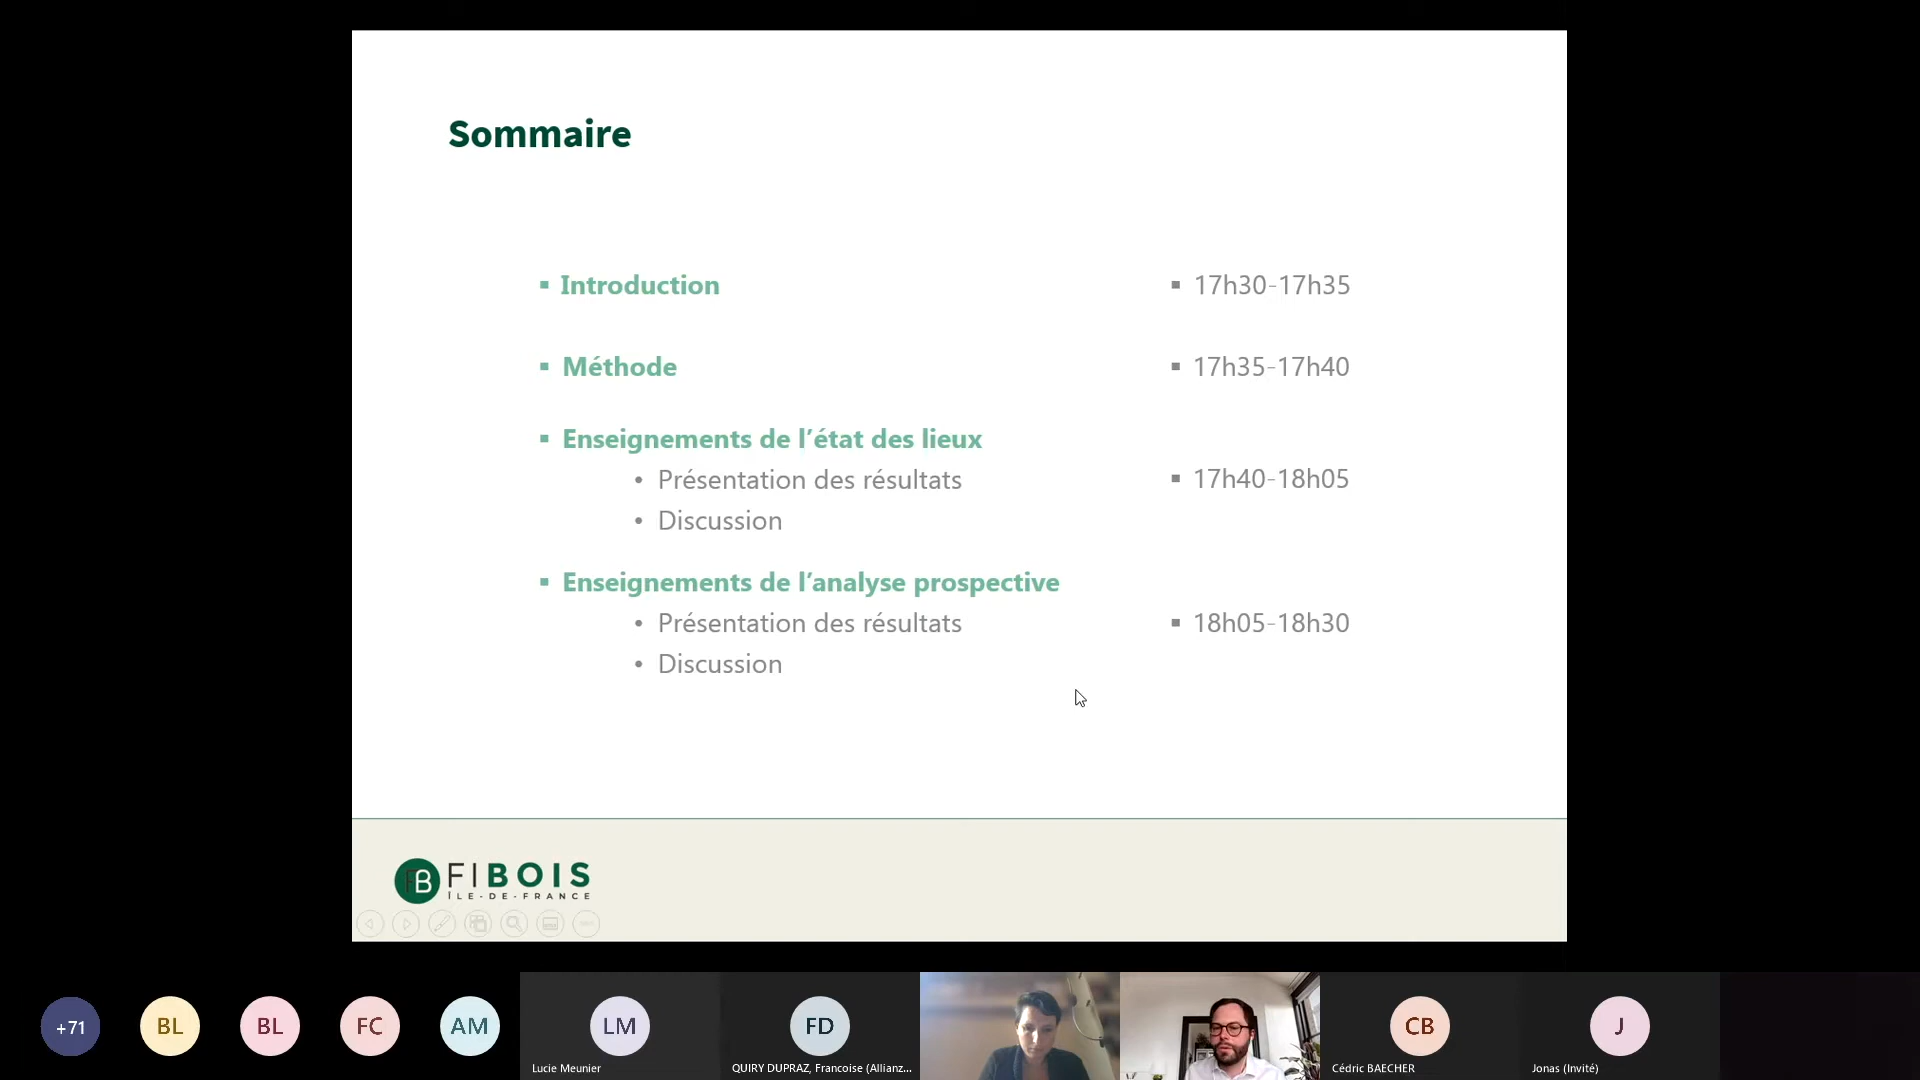 Sommaire
▪ Introduction ▪ 17h30-17h35
▪ Méthode ▪ 17h35-17h40
▪ Enseignements de l’état des lieux
• Présentation des résultats ▪ 17h40-18h05
• Discussion
▪ Enseignements de l’analyse prospective
• Présentation des résultats ▪ 18h05-18h30
• Discussion
FB FIBOIS
ÎLE-DE-FRANCE
+71 BL BL FC AM LM FD CB J
Lucie Meunier QUIRY DUPRAZ, Francoise (Allianz... Cédric BAECHER Jonas (Invité)